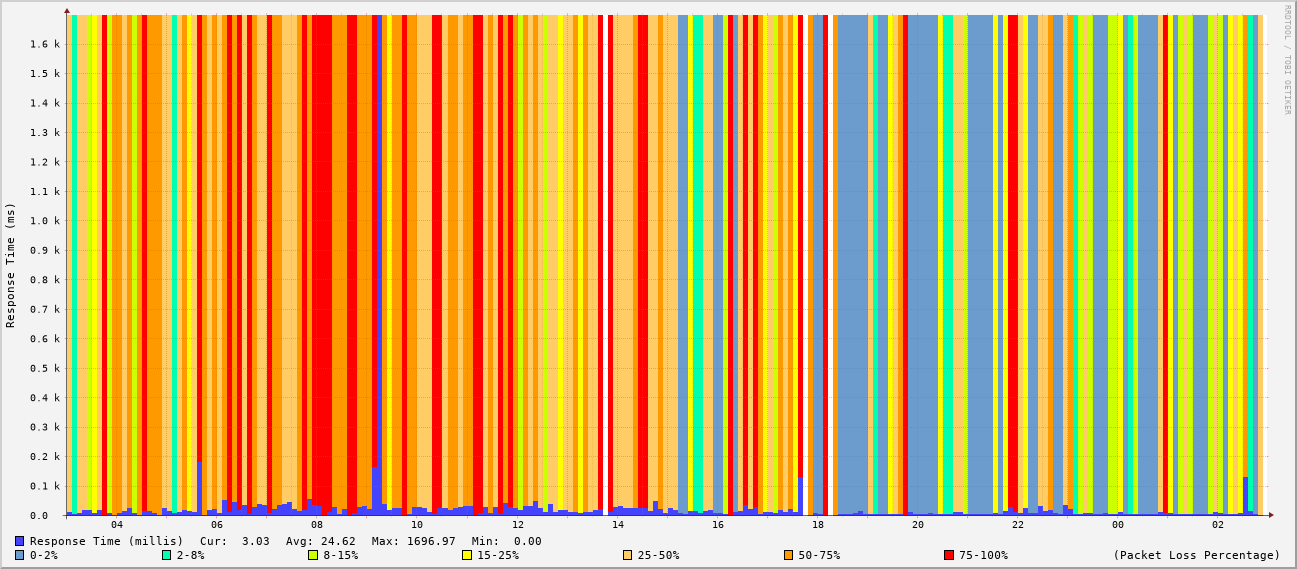 RRDTOOL / TOBI OETIKER
Response Time (ms)
1.6 k
1.5 k
1.4 k
1.3 k
1.2 k
1.1 k
1.0 k
0.9 k
0.8 k
0.7 k
0.6 k
0.5 k
0.4 k
0.3 k
0.2 k
0.1 k
0.0
04 06 08 10 12 14 16 18 20 22 00 02
Response Time (millis) Cur: 3.03 Avg: 24.62 Max: 1696.97 Min: 0.00
0-2% 2-8% 8-15% 15-25% 25-50% 50-75% 75-100% (Packet Loss Percentage)